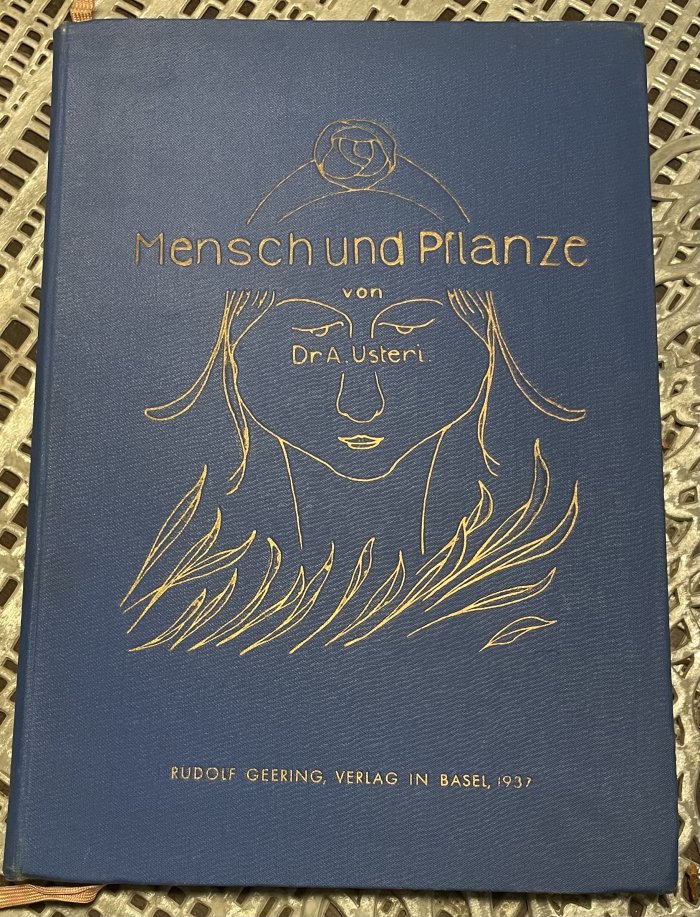 Mensch und Pflanze
von
Dr A. Usteri.
RUDOLF GEERING, VERLAG IN BASEL, 1937